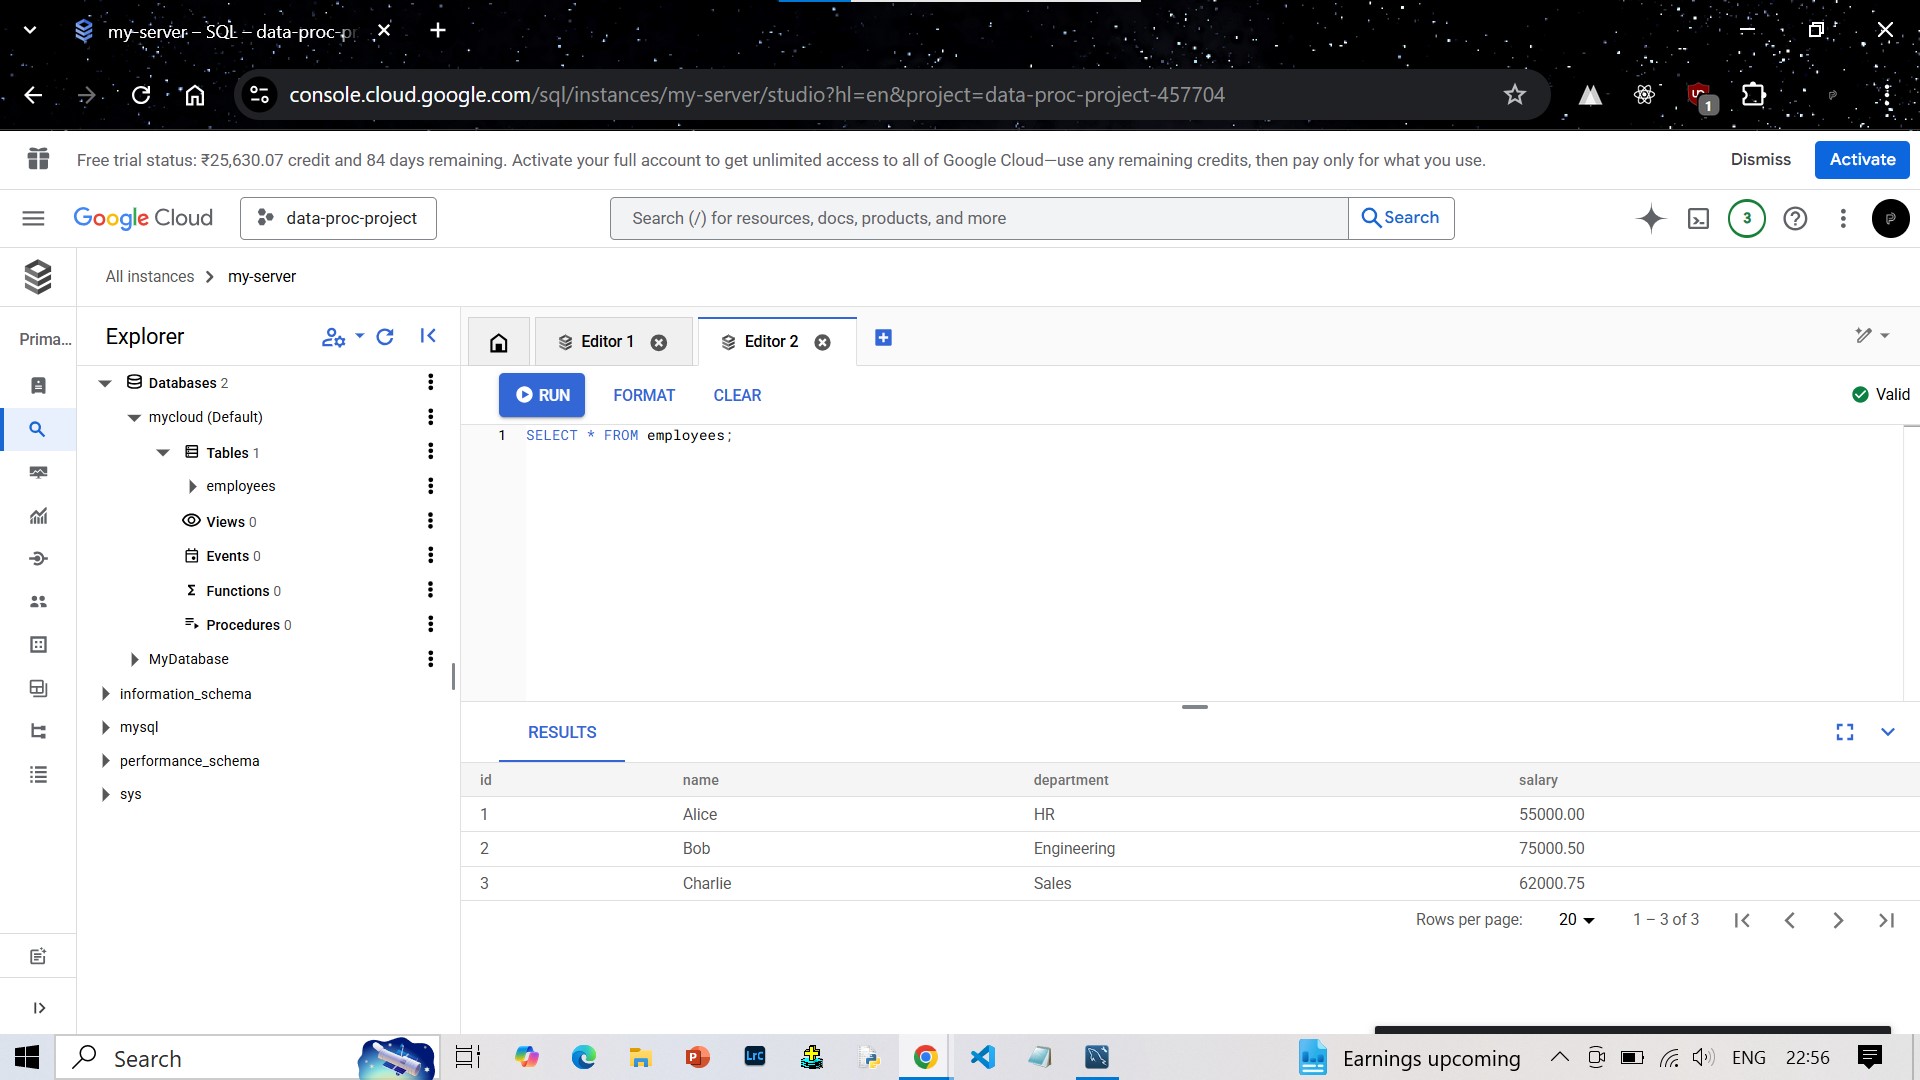 my-server – SQL – data-proc-pr
console.cloud.google.com/sql/instances/my-server/studio?hl=en&project=data-proc-project-457704
1
Free trial status: ₹25,630.07 credit and 84 days remaining. Activate your full account to get unlimited access to all of Google Cloud—use any remaining credits, then pay only for what you use.
Dismiss
Activate
Google Cloud
data-proc-project
Search (/) for resources, docs, products, and more
Search
3
All instances
my-server
Prima...
Explorer
Databases 2
mycloud (Default)
Tables 1
employees
Views 0
Events 0
Functions 0
Procedures 0
MyDatabase
information_schema
mysql
performance_schema
sys
Editor 1
Editor 2
RUN
FORMAT
CLEAR
Valid
1 SELECT * FROM employees;
RESULTS
id name department salary
1 Alice HR 55000.00
2 Bob Engineering 75000.50
3 Charlie Sales 62000.75
Rows per page: 20 1 – 3 of 3
Search
Lrc
Earnings upcoming
ENG
22:56